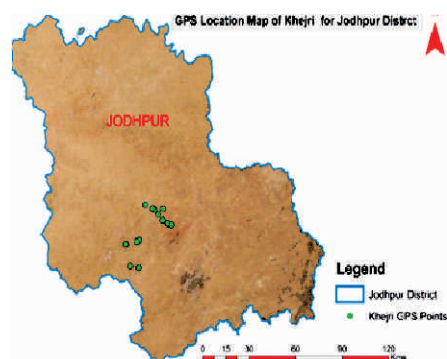 GPS Location Map of Khejri for Jodhpur Distrct
JODHPUR
Legend
Jodhpur District
Khejri GPS Points
0 15 30 60 90 120
Kms